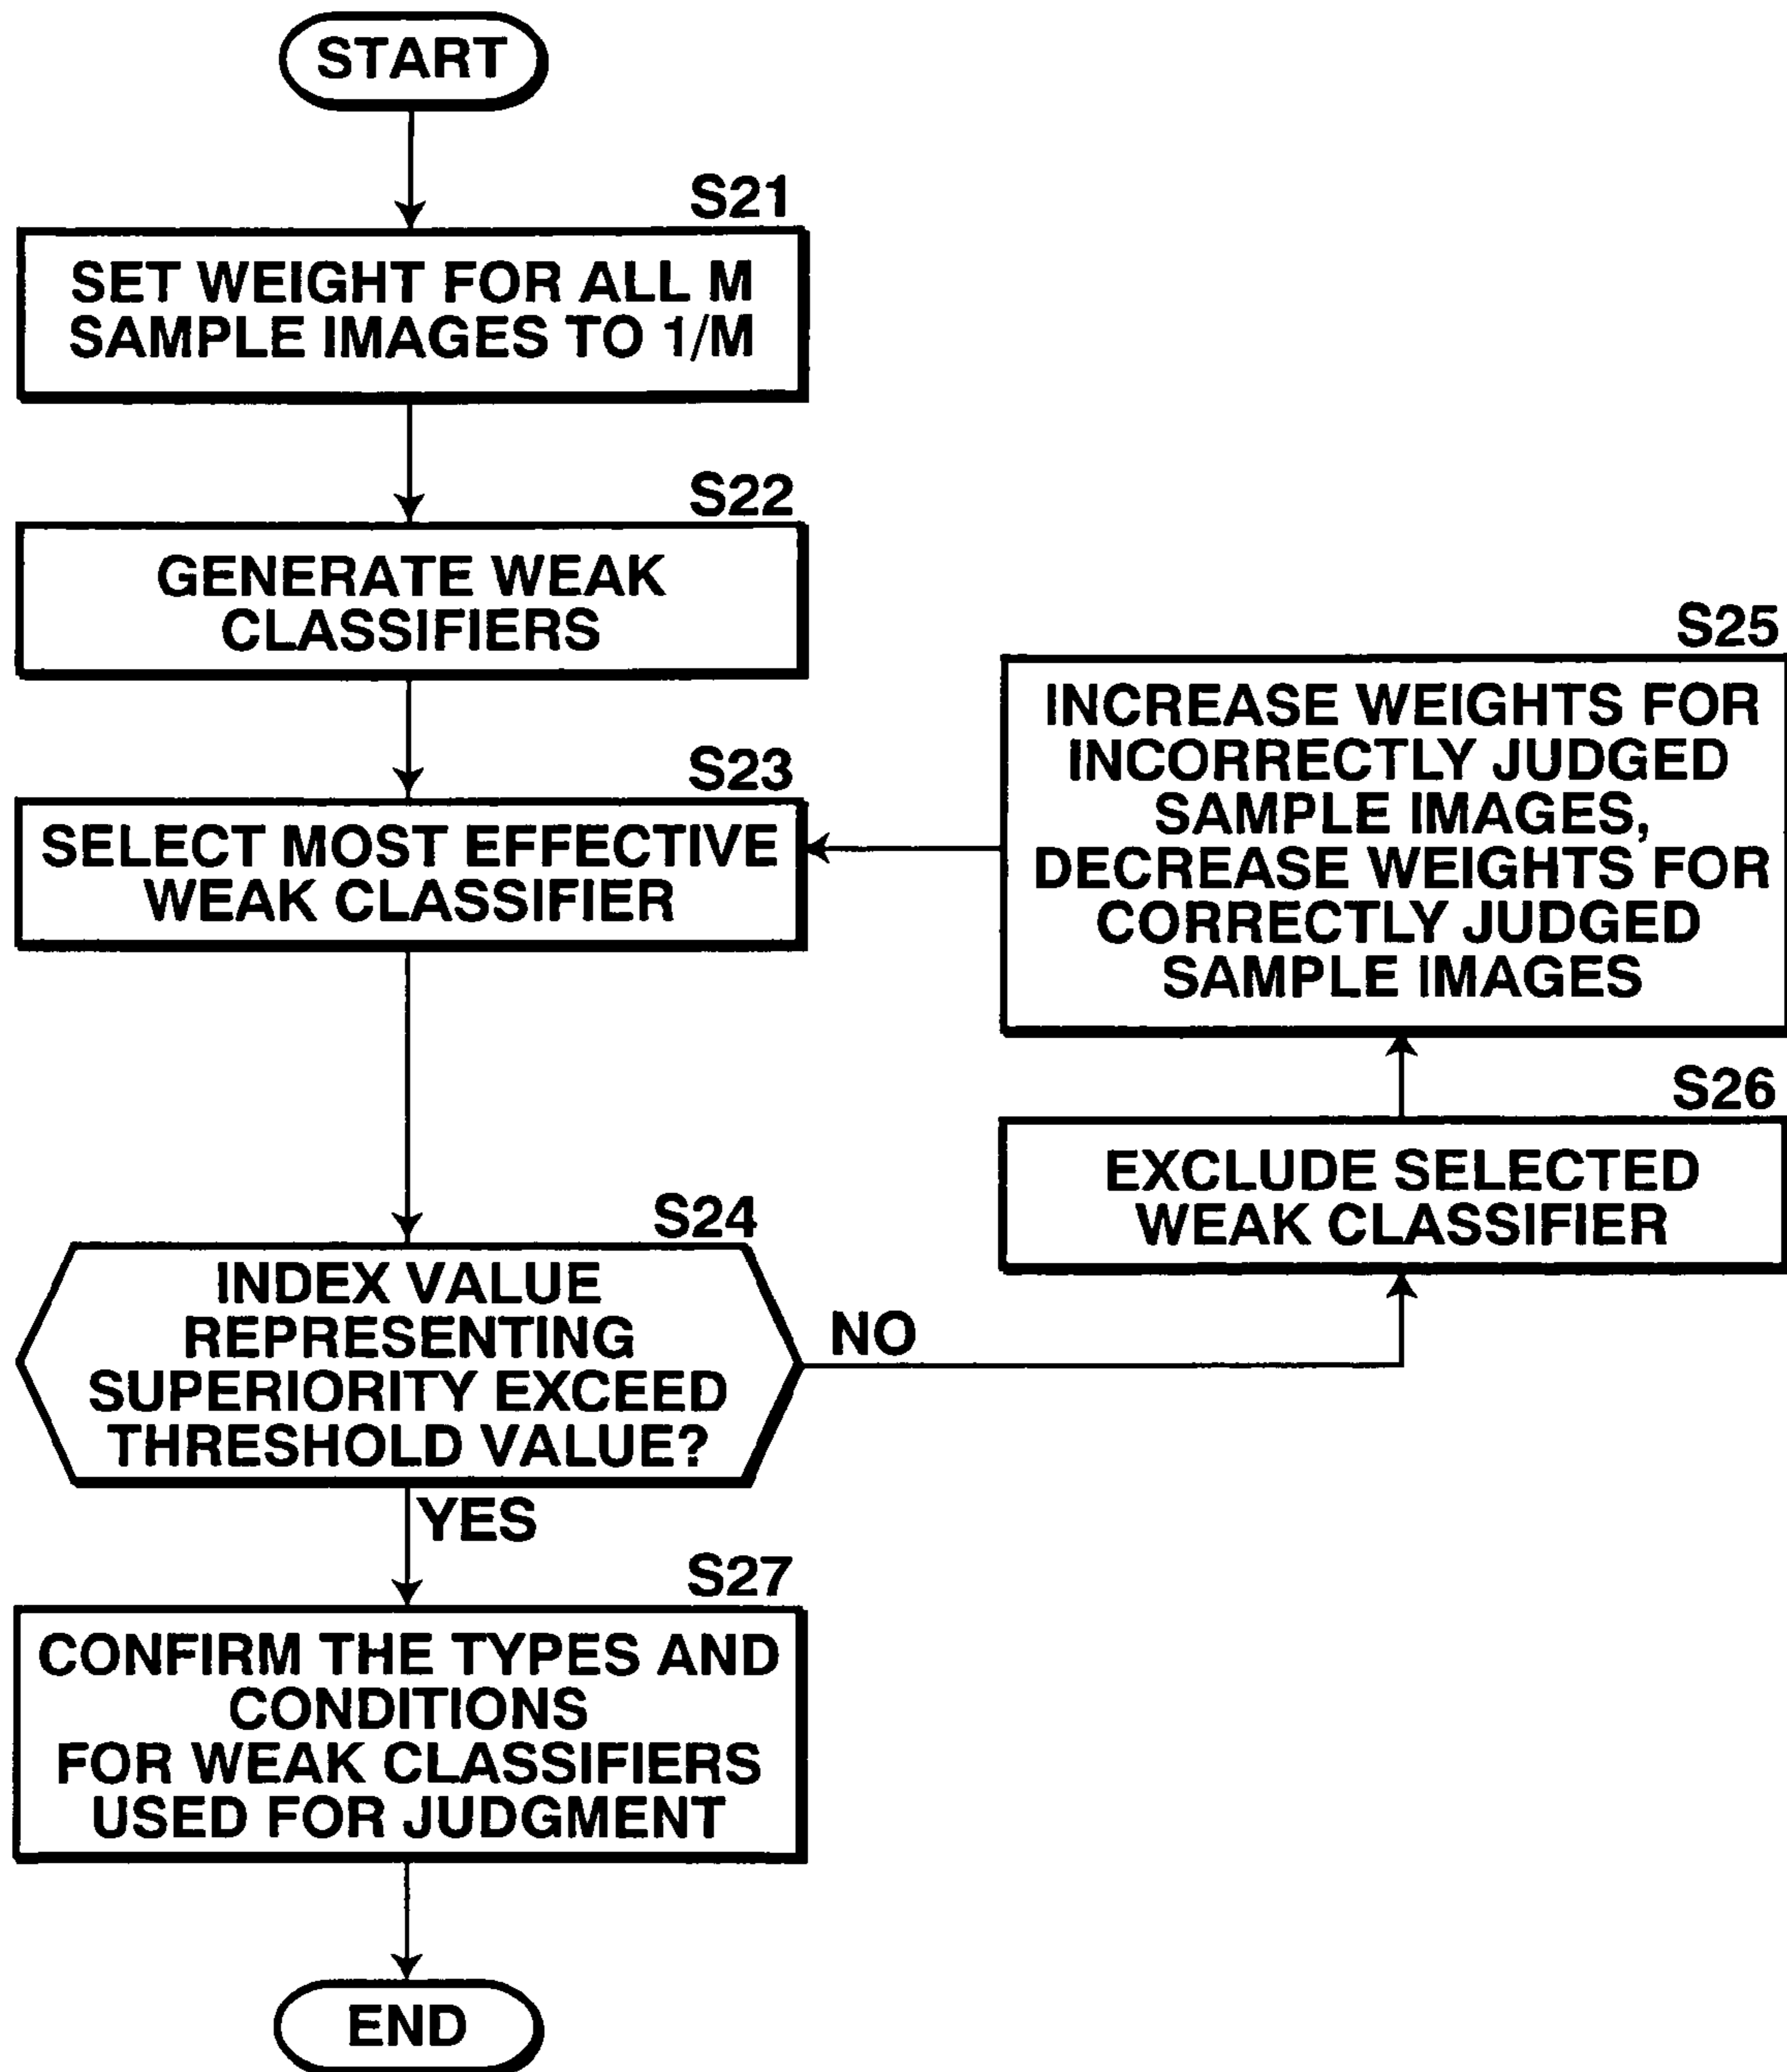 START
S21
SET WEIGHT FOR ALL M
SAMPLE IMAGES TO 1/M
S22
GENERATE WEAK
CLASSIFIERS
S23
SELECT MOST EFFECTIVE
WEAK CLASSIFIER
S24
INDEX VALUE
REPRESENTING
SUPERIORITY EXCEED
THRESHOLD VALUE?
NO
YES
S25
INCREASE WEIGHTS FOR
INCORRECTLY JUDGED
SAMPLE IMAGES,
DECREASE WEIGHTS FOR
CORRECTLY JUDGED
SAMPLE IMAGES
S26
EXCLUDE SELECTED
WEAK CLASSIFIER
S27
CONFIRM THE TYPES AND
CONDITIONS
FOR WEAK CLASSIFIERS
USED FOR JUDGMENT
END